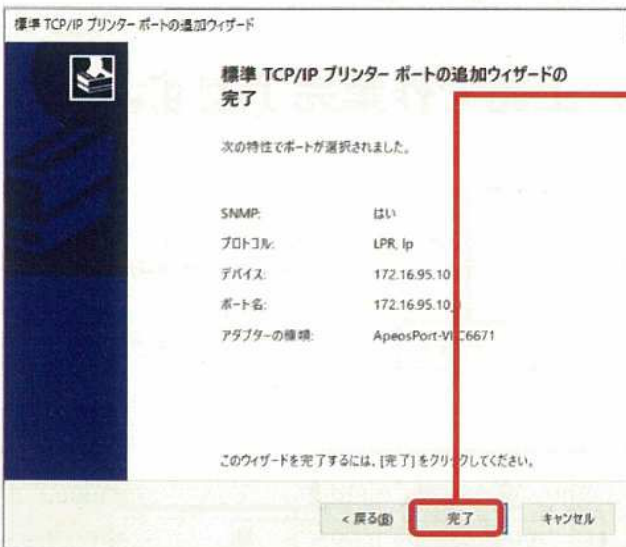 標準 TCP/IP プリンター ポートの追加ウィザード
標準 TCP/IP プリンター ポートの追加ウィザードの
完了
次の特性でポートが選択されました。
SNMP: はい
プロトコル: LPR, lp
デバイス: 172.16.95.10
ポート名: 172.16.95.10
アダプターの種類: ApeosPort-VI C6671
このウィザードを完了するには、[完了] をクリックしてください。
< 戻る(B) 完了 キャンセル